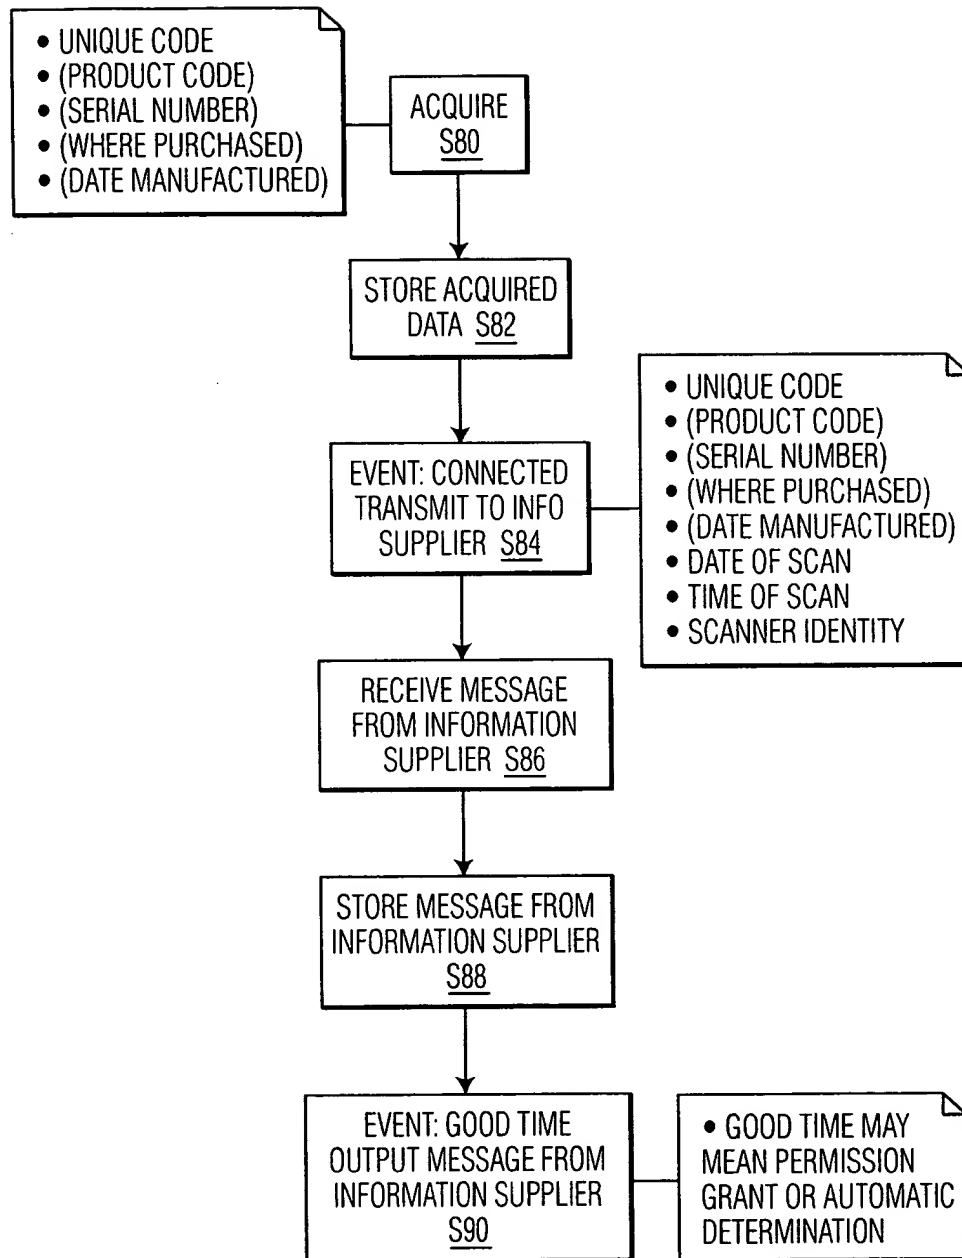 • UNIQUE CODE
• (PRODUCT CODE)
• (SERIAL NUMBER)
• (WHERE PURCHASED)
• (DATE MANUFACTURED)
ACQUIRE
S80
STORE ACQUIRED
DATA S82
EVENT: CONNECTED
TRANSMIT TO INFO
SUPPLIER S84
• UNIQUE CODE
• (PRODUCT CODE)
• (SERIAL NUMBER)
• (WHERE PURCHASED)
• (DATE MANUFACTURED)
• DATE OF SCAN
• TIME OF SCAN
• SCANNER IDENTITY
RECEIVE MESSAGE
FROM INFORMATION
SUPPLIER S86
STORE MESSAGE FROM
INFORMATION SUPPLIER
S88
EVENT: GOOD TIME
OUTPUT MESSAGE FROM
INFORMATION SUPPLIER
S90
• GOOD TIME MAY
MEAN PERMISSION
GRANT OR AUTOMATIC
DETERMINATION